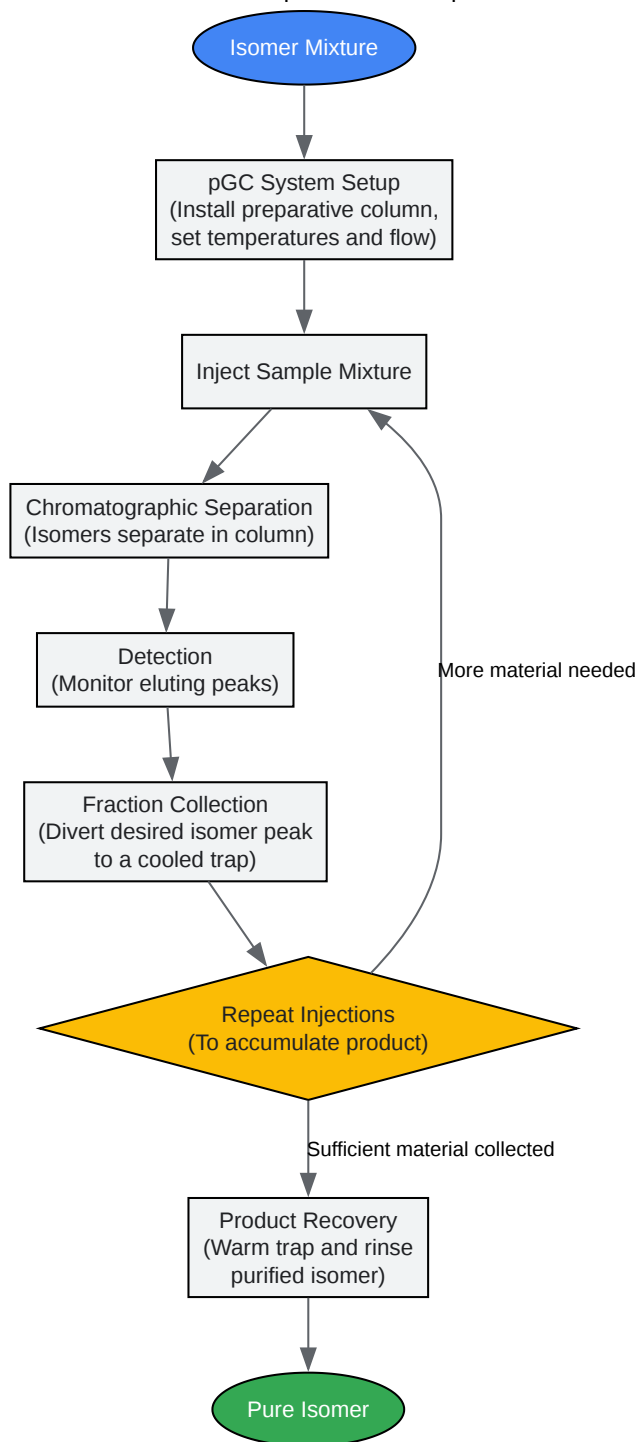 Isomer Mixture
pGC System Setup
(Install preparative column,
set temperatures and flow)
Inject Sample Mixture
Chromatographic Separation
(Isomers separate in column)
Detection
(Monitor eluting peaks)
More material needed
Fraction Collection
(Divert desired isomer peak
to a cooled trap)
Repeat Injections
(To accumulate product)
Sufficient material collected
Product Recovery
(Warm trap and rinse
purified isomer)
Pure Isomer